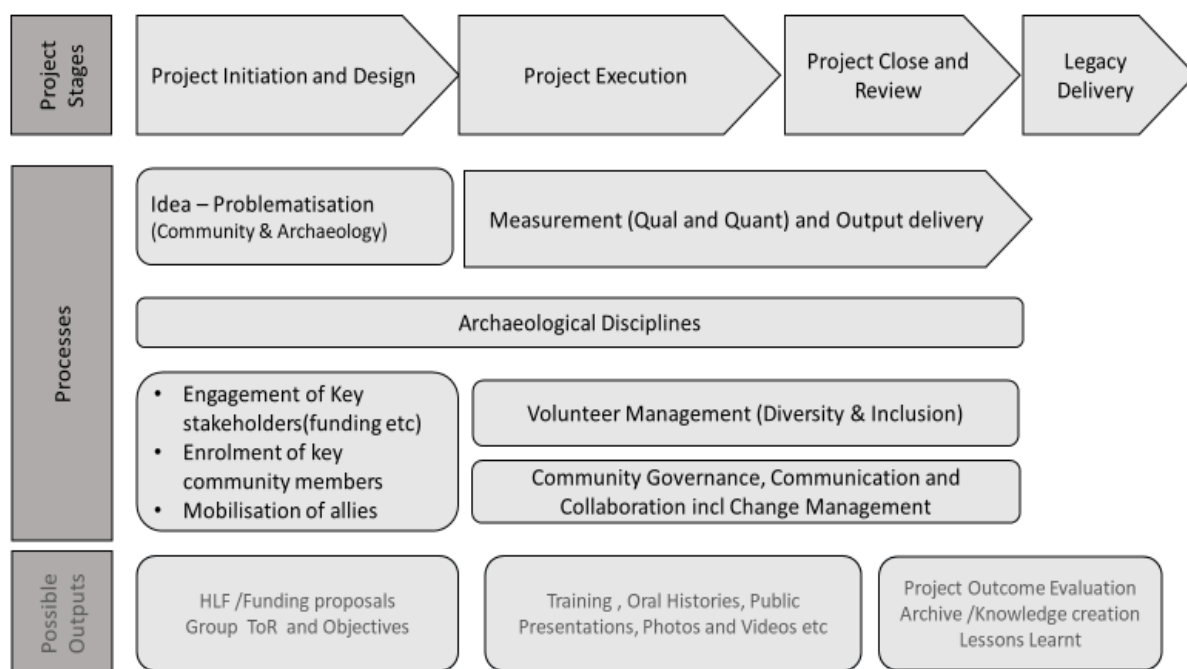 Project
Stages
Project Initiation and Design
Project Execution
Project Close and
Review
Legacy
Delivery
Processes
Idea – Problematisation
(Community & Archaeology)
Measurement (Qual and Quant) and Output delivery
Archaeological Disciplines
• Engagement of Key
stakeholders(funding etc)
• Enrolment of key
community members
• Mobilisation of allies
Volunteer Management (Diversity & Inclusion)
Community Governance, Communication and
Collaboration incl Change Management
Possible
Outputs
HLF /Funding proposals
Group ToR and Objectives
Training , Oral Histories, Public
Presentations, Photos and Videos etc
Project Outcome Evaluation
Archive /Knowledge creation
Lessons Learnt